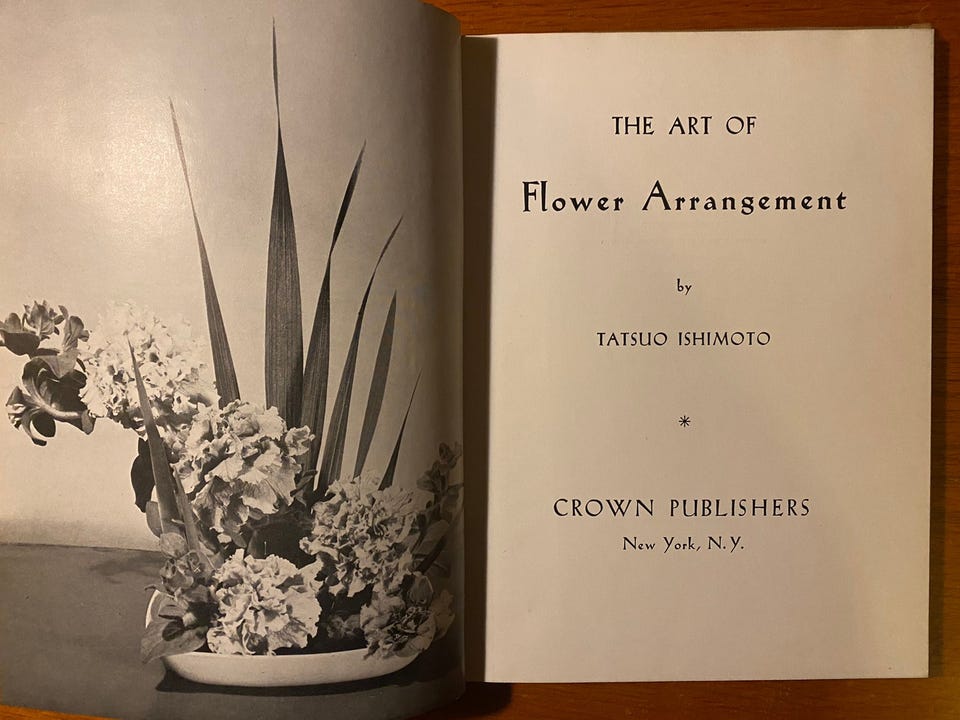 THE ART OF
Flower Arrangement
by
TATSUO ISHIMOTO
*
CROWN PUBLISHERS
New York, N. Y.